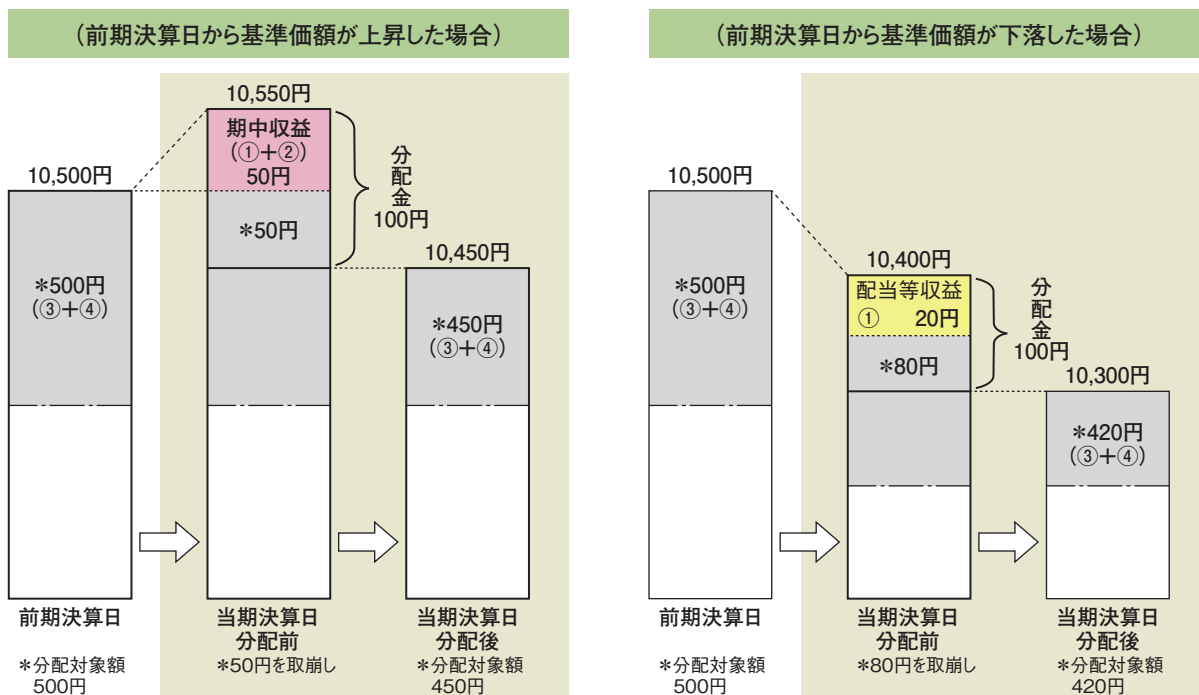 (前期決算日から基準価額が上昇した場合)
10,500円
*500円
(③+④)
10,550円
期中収益
(①+②)
50円
*50円
分配金
100円
10,450円
*450円
(③+④)
前期決算日
*分配対象額
500円
当期決算日
分配前
*50円を取崩し
当期決算日
分配後
*分配対象額
450円
(前期決算日から基準価額が下落した場合)
10,500円
*500円
(③+④)
10,400円
配当等収益
① 20円
*80円
分配金
100円
10,300円
*420円
(③+④)
前期決算日
*分配対象額
500円
当期決算日
分配前
*80円を取崩し
当期決算日
分配後
*分配対象額
420円